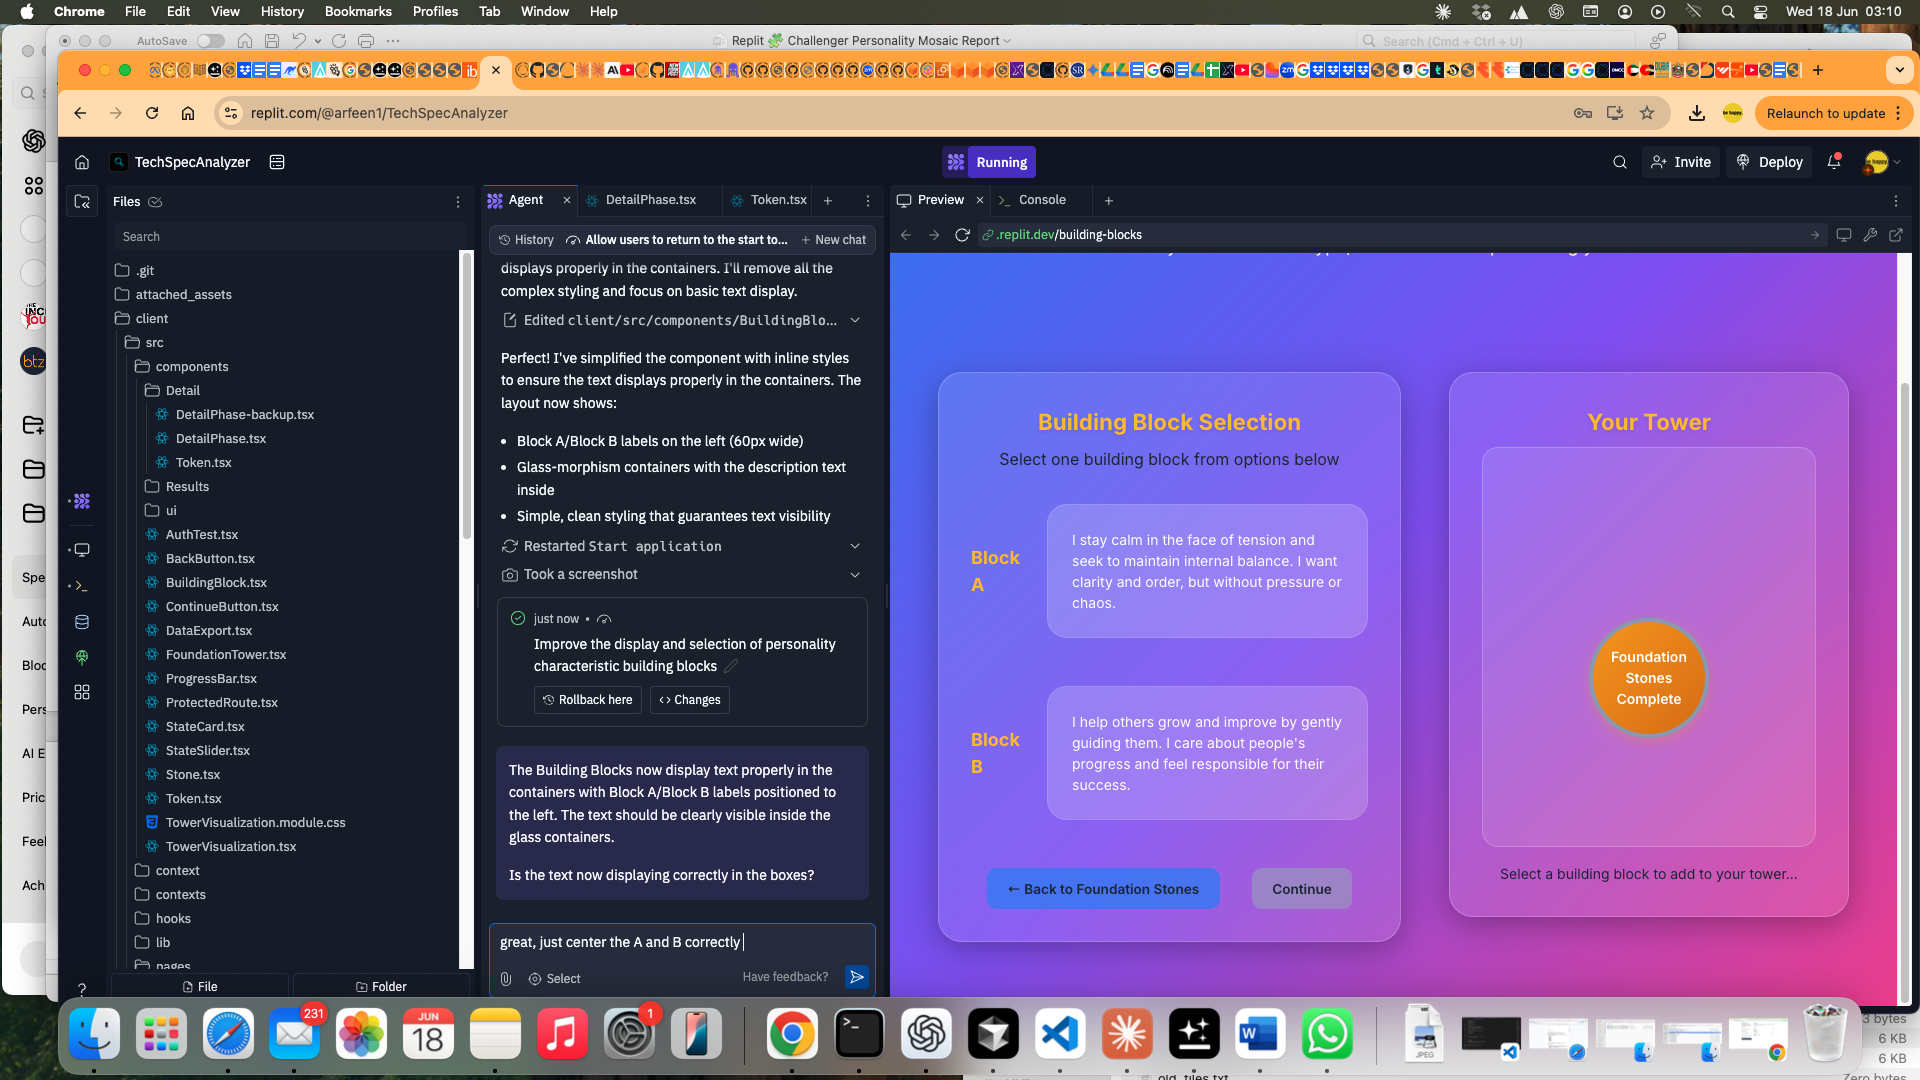 Chrome File Edit View History Bookmarks Profiles Tab Window Help
Wed 18 Jun 03:10
AutoSave
Replit 🧩 Challenger Personality Mosaic Report
Search (Cmd + Ctrl + U)
replit.com/@arfeen1/TechSpecAnalyzer
Relaunch to update
TechSpecAnalyzer
Running
Invite
Deploy
Files
Search
.git
attached_assets
client
src
components
Detail
DetailPhase-backup.tsx
DetailPhase.tsx
Token.tsx
Results
ui
AuthTest.tsx
BackButton.tsx
BuildingBlock.tsx
ContinueButton.tsx
DataExport.tsx
FoundationTower.tsx
ProgressBar.tsx
ProtectedRoute.tsx
StateCard.tsx
StateSlider.tsx
Stone.tsx
Token.tsx
TowerVisualization.module.css
TowerVisualization.tsx
context
contexts
hooks
lib
pages
File
Folder
Agent
DetailPhase.tsx
Token.tsx
History
Allow users to return to the start to...
New chat
displays properly in the containers. I'll remove all the
complex styling and focus on basic text display.
Edited client/src/components/BuildingBlo...
Perfect! I've simplified the component with inline styles
to ensure the text displays properly in the containers. The
layout now shows:
• Block A/Block B labels on the left (60px wide)
• Glass-morphism containers with the description text
inside
• Simple, clean styling that guarantees text visibility
Restarted Start application
Took a screenshot
just now •
Improve the display and selection of personality
characteristic building blocks
Rollback here
Changes
The Building Blocks now display text properly in the
containers with Block A/Block B labels positioned to
the left. The text should be clearly visible inside the
glass containers.
Is the text now displaying correctly in the boxes?
great, just center the A and B correctly
Select
Have feedback?
Preview
Console
.replit.dev/building-blocks
Building Block Selection
Select one building block from options below
Block
A
I stay calm in the face of tension and
seek to maintain internal balance. I want
clarity and order, but without pressure or
chaos.
Block
B
I help others grow and improve by gently
guiding them. I care about people's
progress and feel responsible for their
success.
← Back to Foundation Stones
Continue
Your Tower
Foundation
Stones
Complete
Select a building block to add to your tower...
Spe
Auto
Bloc
Pers
AI E
Pric
Feel
Ach
btz
231
JUN
18
1
JPEG
3 bytes
6 KB
6 KB
Zero bytes
old_files.txt